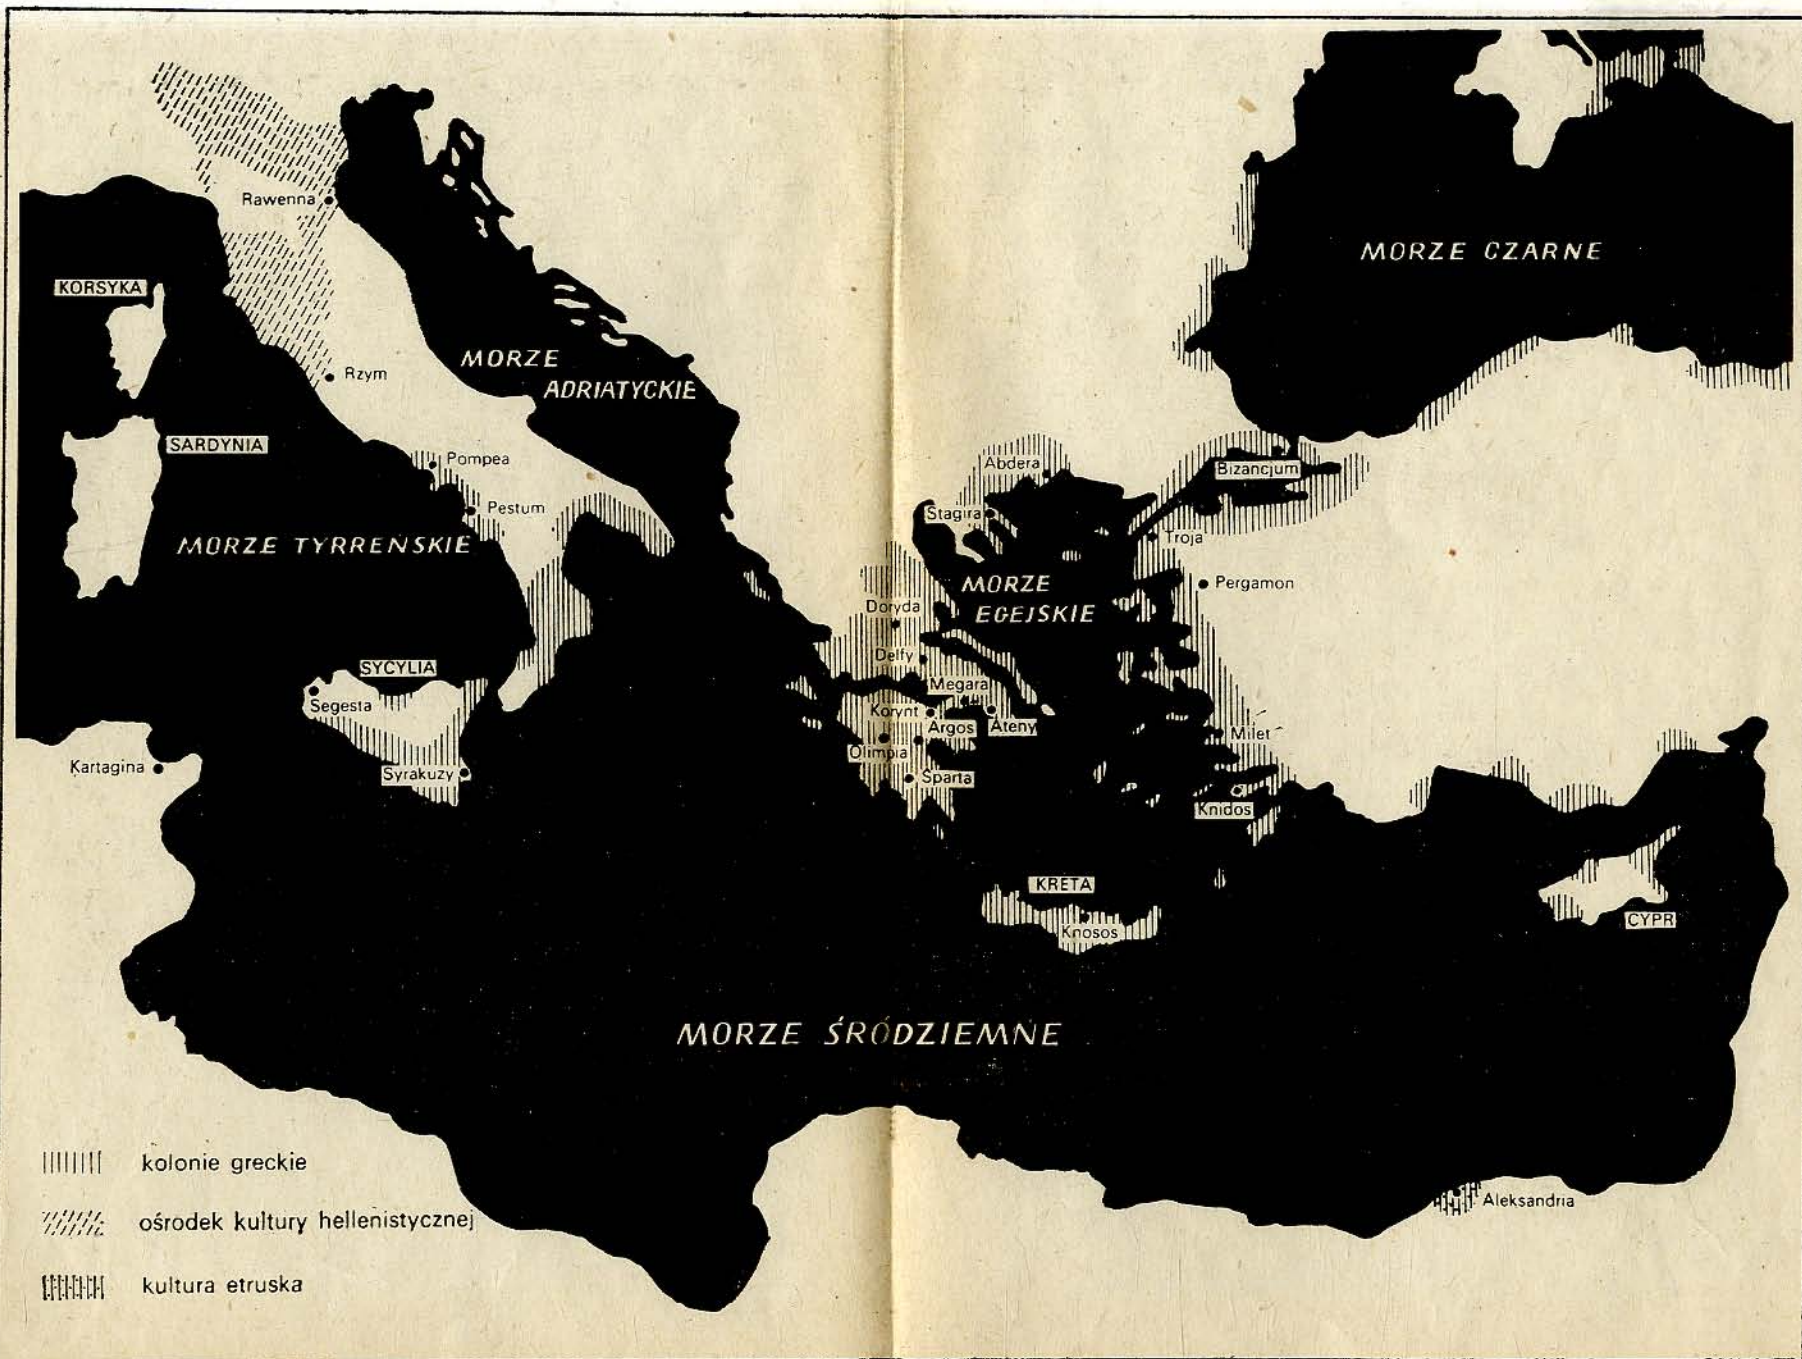 Rawenna
KORSYKA
MORZE CZARNE
MORZE
ADRIATYCKIE
Rzym
SARDYNIA
Pompea
Abdera
Bizancjum
Pestum
Stagira
MORZE TYRREŃSKIE
Troja
MORZE
EGEJSKIE
Pergamon
Doryda
Delfy
SYCYLIA
Megara
Segesta
Korynt
Argos
Ateny
Milet
Olimpia
Kartagina
Syrakuzy
Sparta
Knidos
KRETA
CYPR
Knosos
MORZE ŚRÓDZIEMNE
kolonie greckie
Aleksandria
ośrodek kultury hellenistycznej
kultura etruska